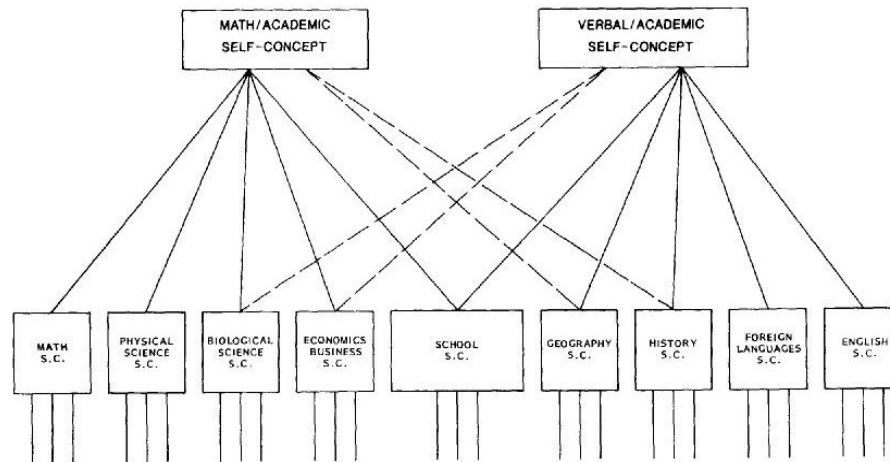 MATH/ACADEMIC
SELF-CONCEPT
VERBAL/ACADEMIC
SELF-CONCEPT
MATH
S.C.
PHYSICAL
SCIENCE
S.C.
BIOLOGICAL
SCIENCE
S.C.
ECONOMICS
BUSINESS
S.C.
SCHOOL
S.C.
GEOGRAPHY
S.C.
HISTORY
S.C.
FOREIGN
LANGUAGES
S.C.
ENGLISH
S.C.